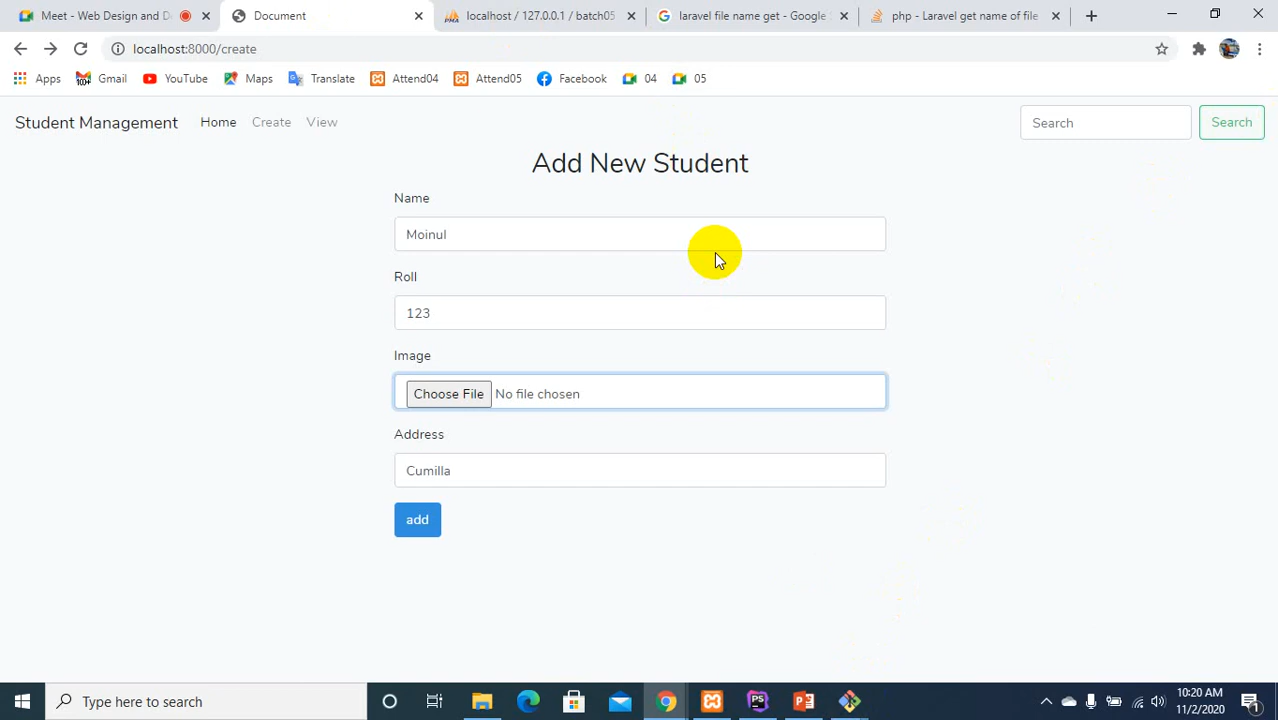 Meet - Web Design and D
Document
localhost / 127.0.0.1 / batch05
laravel file name get - Google S
php - Laravel get name of file
localhost:8000/create
Apps
100+
Gmail
YouTube
Maps
Translate
Attend04
Attend05
Facebook
04
05
Student Management
Home
Create
View
Search
Search
Add New Student
Name
Moinul
Roll
123
Image
Choose File No file chosen
Address
Cumilla
add
Type here to search
10:20 AM
11/2/2020
1